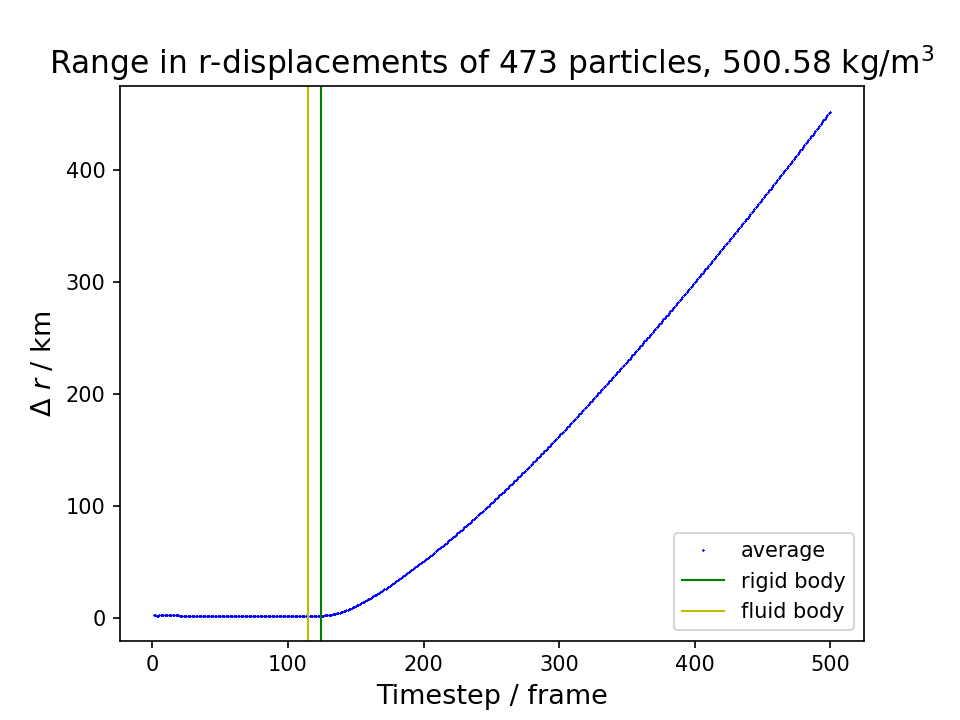 Range in r-displacements of 473 particles, 500.58 kg/m³
Δ r / km
400
300
200
100
0
0 100 200 300 400 500
Timestep / frame
average
rigid body
fluid body